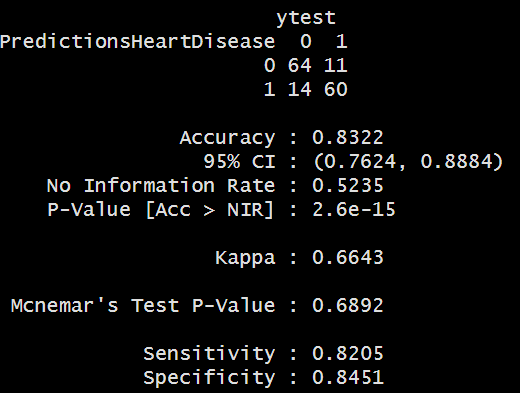 ytest
PredictionsHeartDisease 0 1
0 64 11
1 14 60
Accuracy : 0.8322
95% CI : (0.7624, 0.8884)
No Information Rate : 0.5235
P-Value [Acc > NIR] : 2.6e-15
Kappa : 0.6643
Mcnemar's Test P-Value : 0.6892
Sensitivity : 0.8205
Specificity : 0.8451